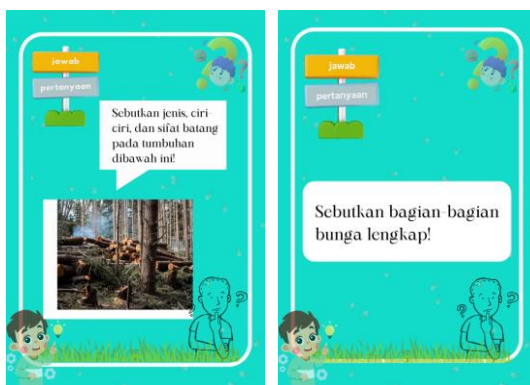 jawab
pertanyaan
Sebutkan jenis, ciri-
ciri, dan sifat batang
pada tumbuhan
dibawah ini!
jawab
pertanyaan
Sebutkan bagian-bagian
bunga lengkap!